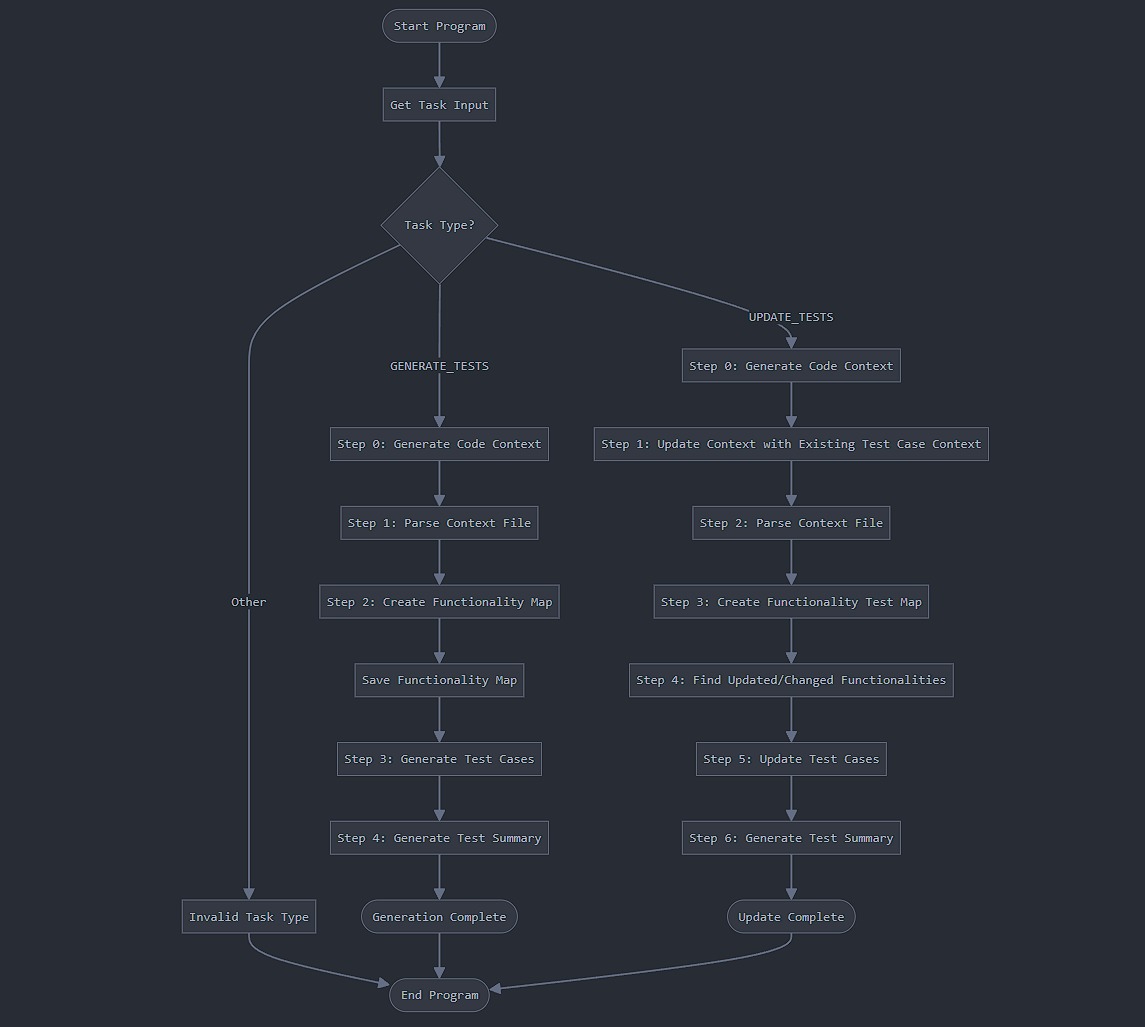 Start Program
Get Task Input
Task Type?
UPDATE_TESTS
GENERATE_TESTS
Step 0: Generate Code Context
Step 0: Generate Code Context
Step 1: Update Context with Existing Test Case Context
Step 1: Parse Context File
Step 2: Parse Context File
Other
Step 2: Create Functionality Map
Step 3: Create Functionality Test Map
Save Functionality Map
Step 4: Find Updated/Changed Functionalities
Step 3: Generate Test Cases
Step 5: Update Test Cases
Step 4: Generate Test Summary
Step 6: Generate Test Summary
Invalid Task Type
Generation Complete
Update Complete
End Program